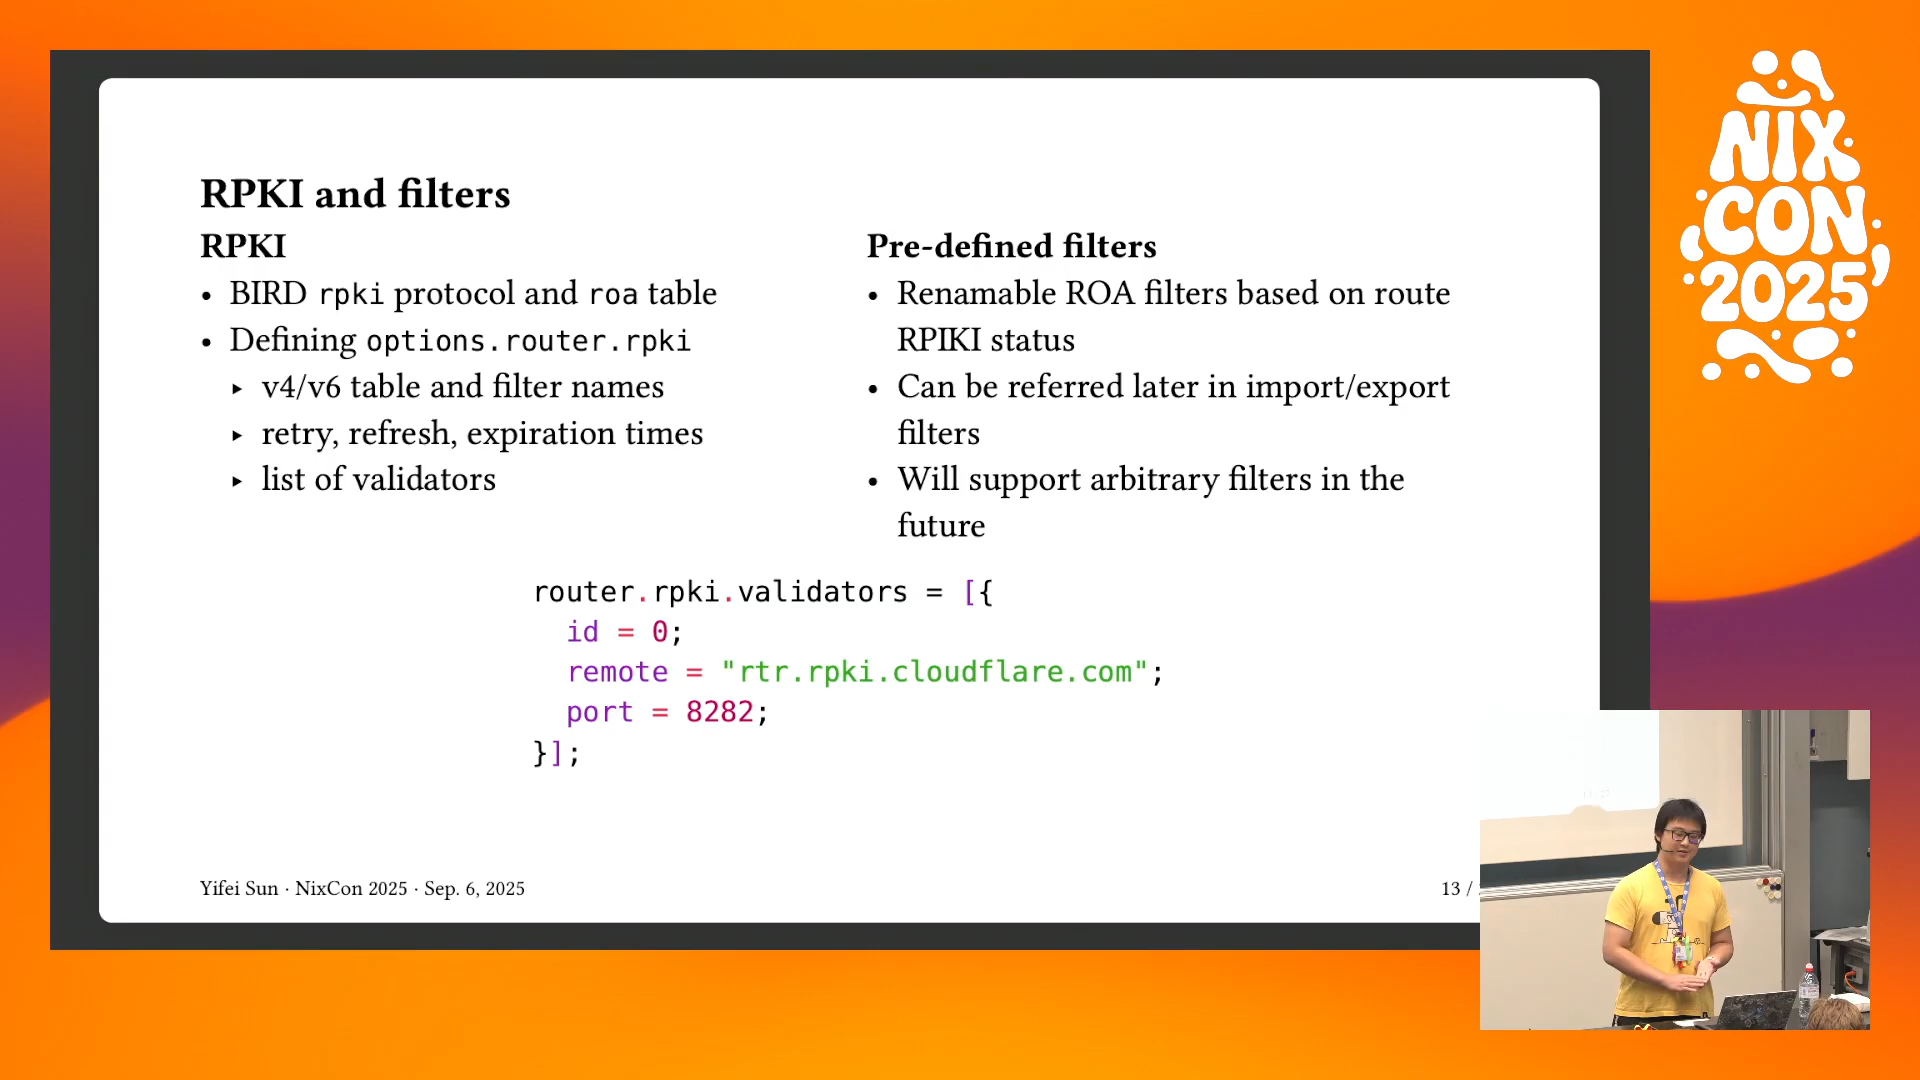 RPKI and filters
RPKI
• BIRD rpki protocol and roa table
• Defining options.router.rpki
‣ v4/v6 table and filter names
‣ retry, refresh, expiration times
‣ list of validators
Pre-defined filters
• Renamable ROA filters based on route
RPIKI status
• Can be referred later in import/export
filters
• Will support arbitrary filters in the
future
router.rpki.validators = [{
id = 0;
remote = "rtr.rpki.cloudflare.com";
port = 8282;
}];
Yifei Sun · NixCon 2025 · Sep. 6, 2025
13 /
NIX
CON
2025